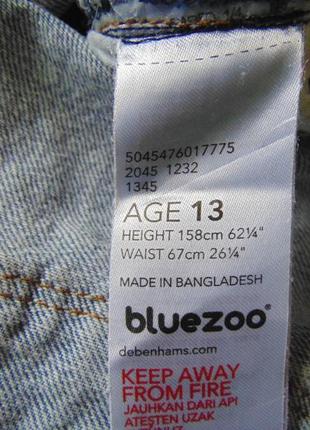 5045476017775
2045 1232
1345
AGE 13
HEIGHT 158cm 62¼"
WAIST 67cm 26¼"
MADE IN BANGLADESH
bluezoo®
debenhams.com
KEEP AWAY
FROM FIRE
JAUHKAN DARI API
ATEŞTEN UZAK